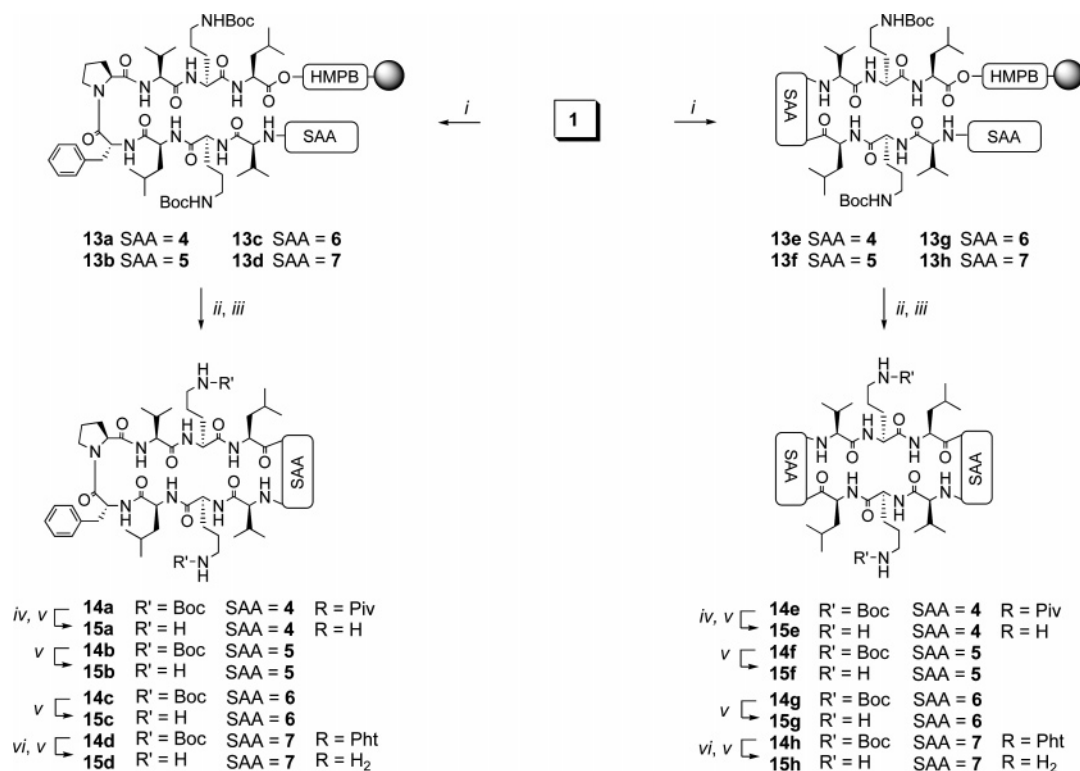 NHBoc
O
H
N
O
H
N
O
N
H
O
N
H
O
O
HMPB
N
O
NH
O
H
N
O
N
H
O
H
N
SAA
BocHN
i
1
i
NHBoc
SAA
N
H
O
H
N
O
N
H
O
O
HMPB
O
H
N
O
N
H
O
H
N
SAA
BocHN
13a SAA = 4 13c SAA = 6
13b SAA = 5 13d SAA = 7
13e SAA = 4 13g SAA = 6
13f SAA = 5 13h SAA = 7
ii, iii
ii, iii
H
N-R'
O
N
H
O
H
N
O
N
H
O
SAA
N
O
NH
O
H
N
O
N
H
O
H
N
R'-N
H
H
N-R'
SAA
N
H
O
H
N
O
N
H
O
SAA
O
H
N
O
N
H
O
H
N
R'-N
H
14a R' = Boc SAA = 4 R = Piv
iv, v
15a R' = H SAA = 4 R = H
14b R' = Boc SAA = 5
v
15b R' = H SAA = 5
14c R' = Boc SAA = 6
v
15c R' = H SAA = 6
14d R' = Boc SAA = 7 R = Pht
vi, v
15d R' = H SAA = 7 R = H2
14e R' = Boc SAA = 4 R = Piv
iv, v
15e R' = H SAA = 4 R = H
14f R' = Boc SAA = 5
v
15f R' = H SAA = 5
14g R' = Boc SAA = 6
v
15g R' = H SAA = 6
14h R' = Boc SAA = 7 R = Pht
vi, v
15h R' = H SAA = 7 R = H2